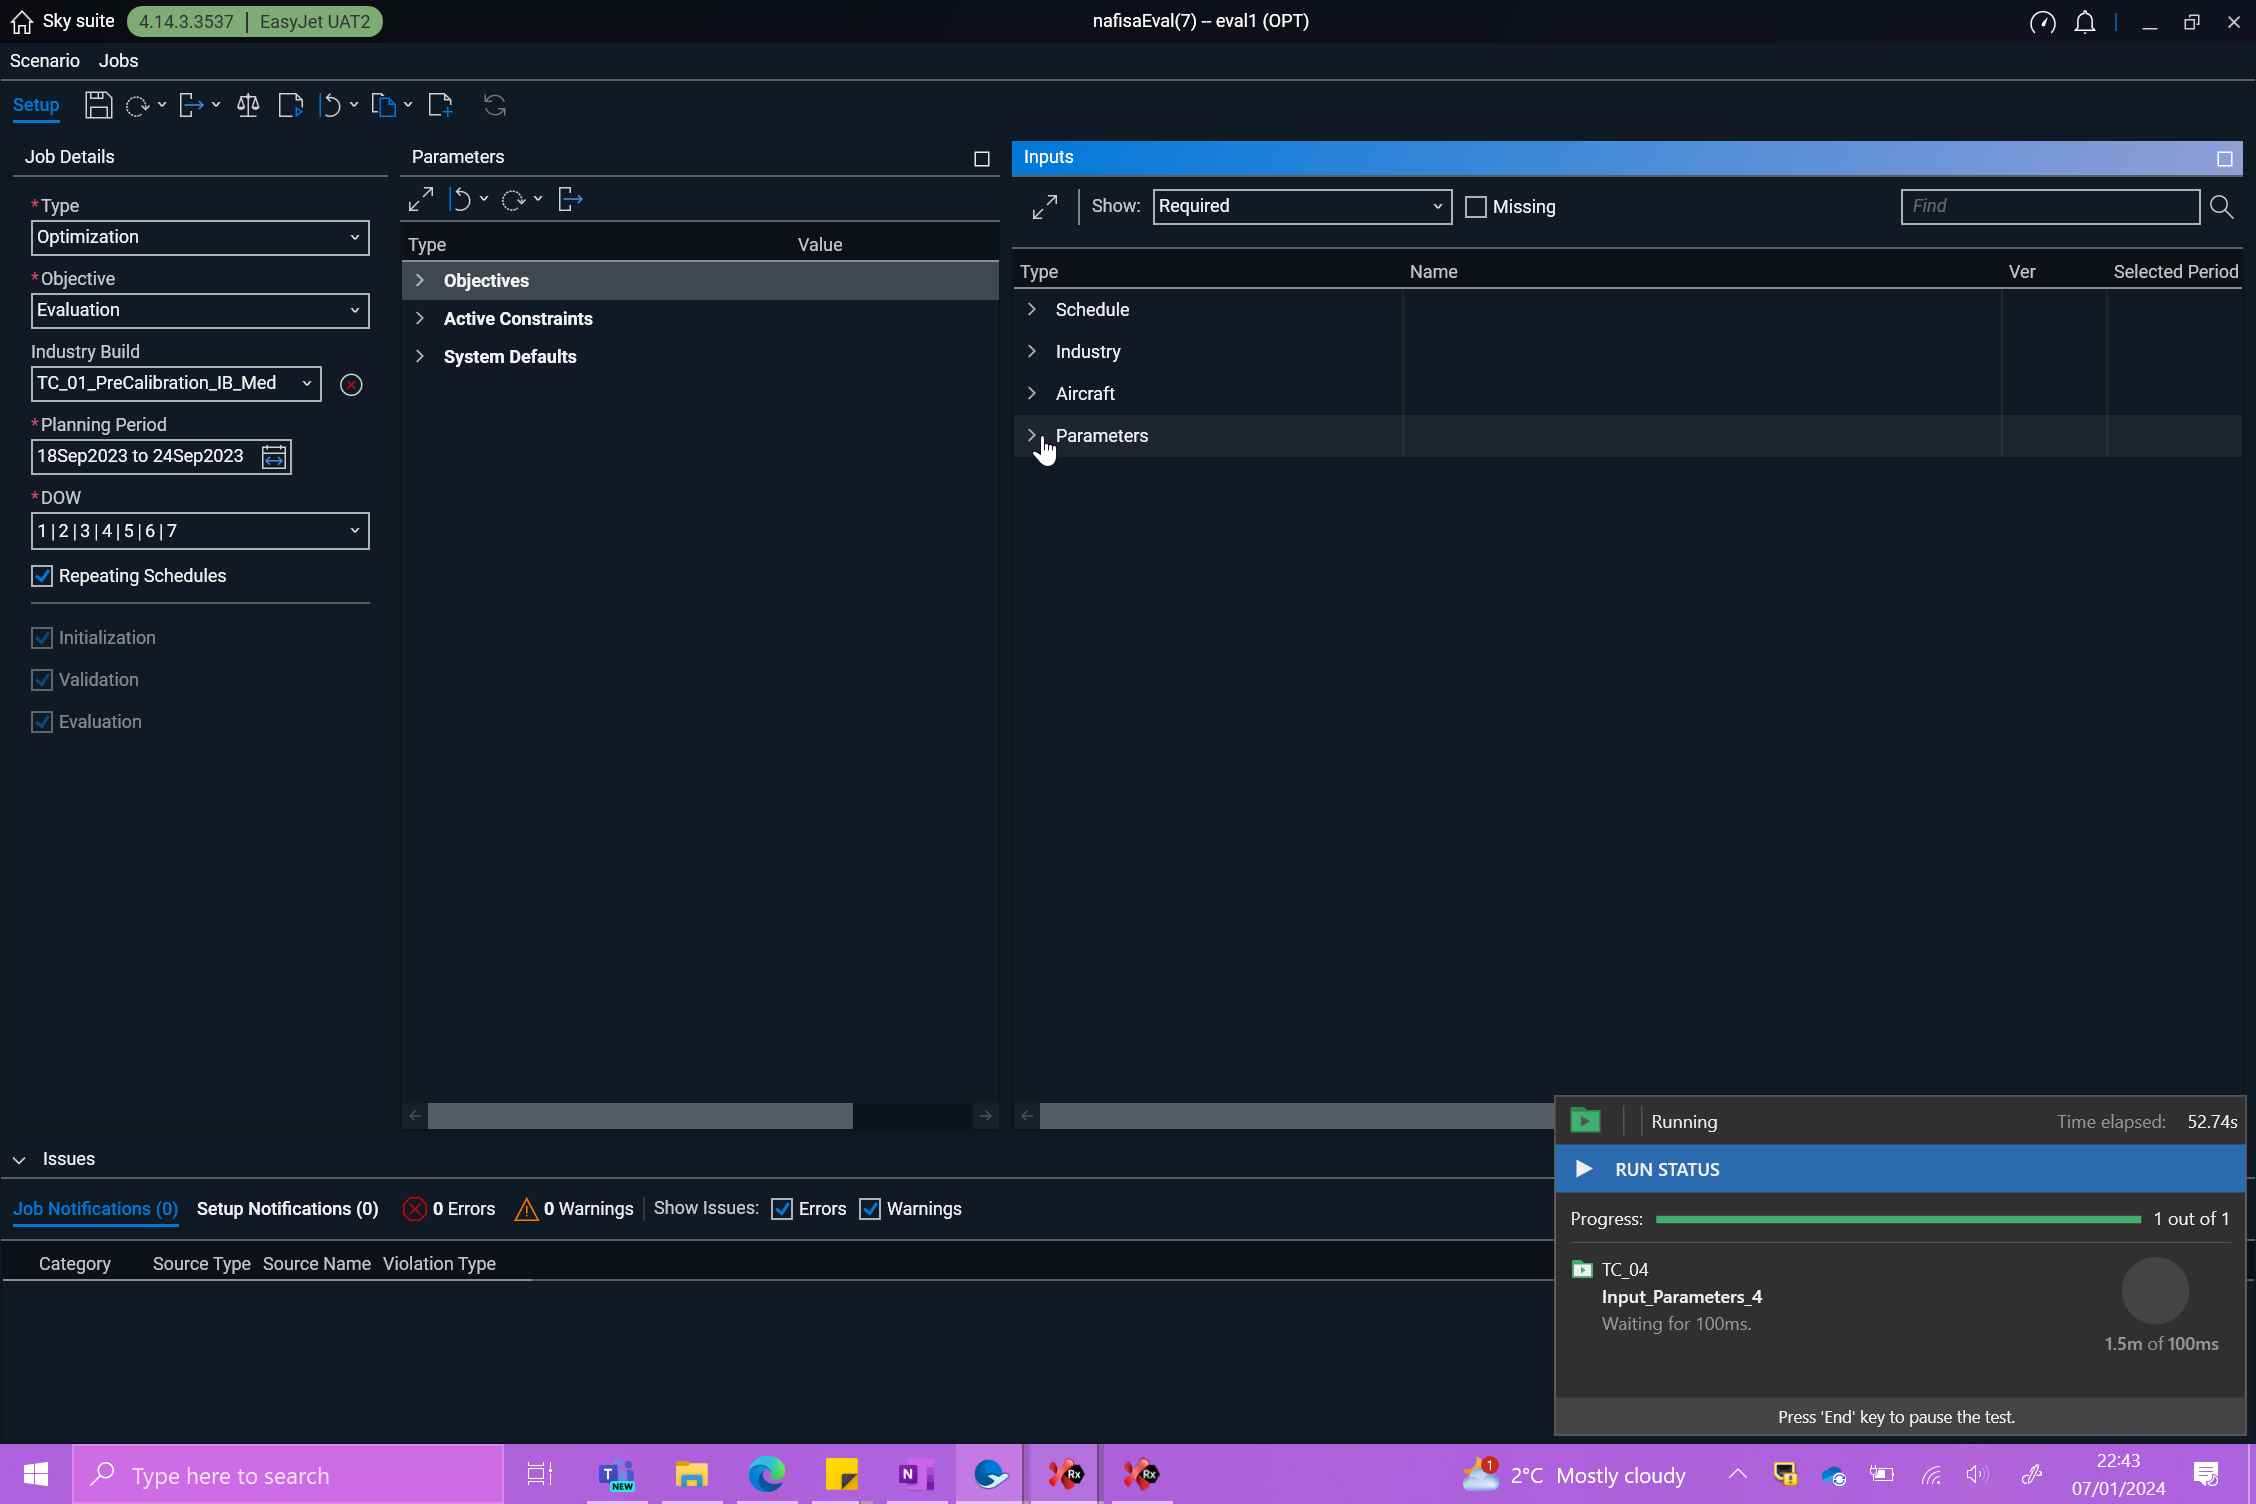 Sky suite 4.14.3.3537 | EasyJet UAT2 nafisaEval(7) -- eval1 (OPT)
Scenario Jobs
Setup
Job Details
*Type
Optimization
*Objective
Evaluation
Industry Build
TC_01_PreCalibration_IB_Med
*Planning Period
18Sep2023 to 24Sep2023
*DOW
1|2|3|4|5|6|7
Repeating Schedules
Initialization
Validation
Evaluation
Parameters
Type Value
Objectives
Active Constraints
System Defaults
Inputs
Show: Required Missing Find
Type Name Ver Selected Period
Schedule
Industry
Aircraft
Parameters
Issues
Job Notifications (0) Setup Notifications (0) 0 Errors 0 Warnings Show Issues: Errors Warnings
Category Source Type Source Name Violation Type
Running Time elapsed: 52.74s
RUN STATUS
Progress: 1 out of 1
TC_04
Input_Parameters_4
Waiting for 100ms.
1.5m of 100ms
Press 'End' key to pause the test.
Type here to search
T
NEW
N
Rx
Rx
1
2°C Mostly cloudy
22:43
07/01/2024